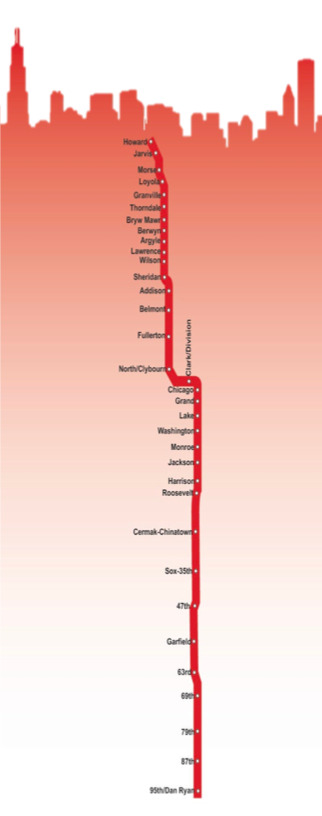 Howard
Jarvis
Morse
Loyola
Granville
Thorndale
Bryw Mawr
Berwyn
Argyle
Lawrence
Wilson
Sheridan
Addison
Belmont
Fullerton
North/Clybourn
Clark/Division
Chicago
Grand
Lake
Washington
Monroe
Jackson
Harrison
Roosevelt
Cermak-Chinatown
Sox-35th
47th
Garfield
63rd
69th
79th
87th
95th/Dan Ryan